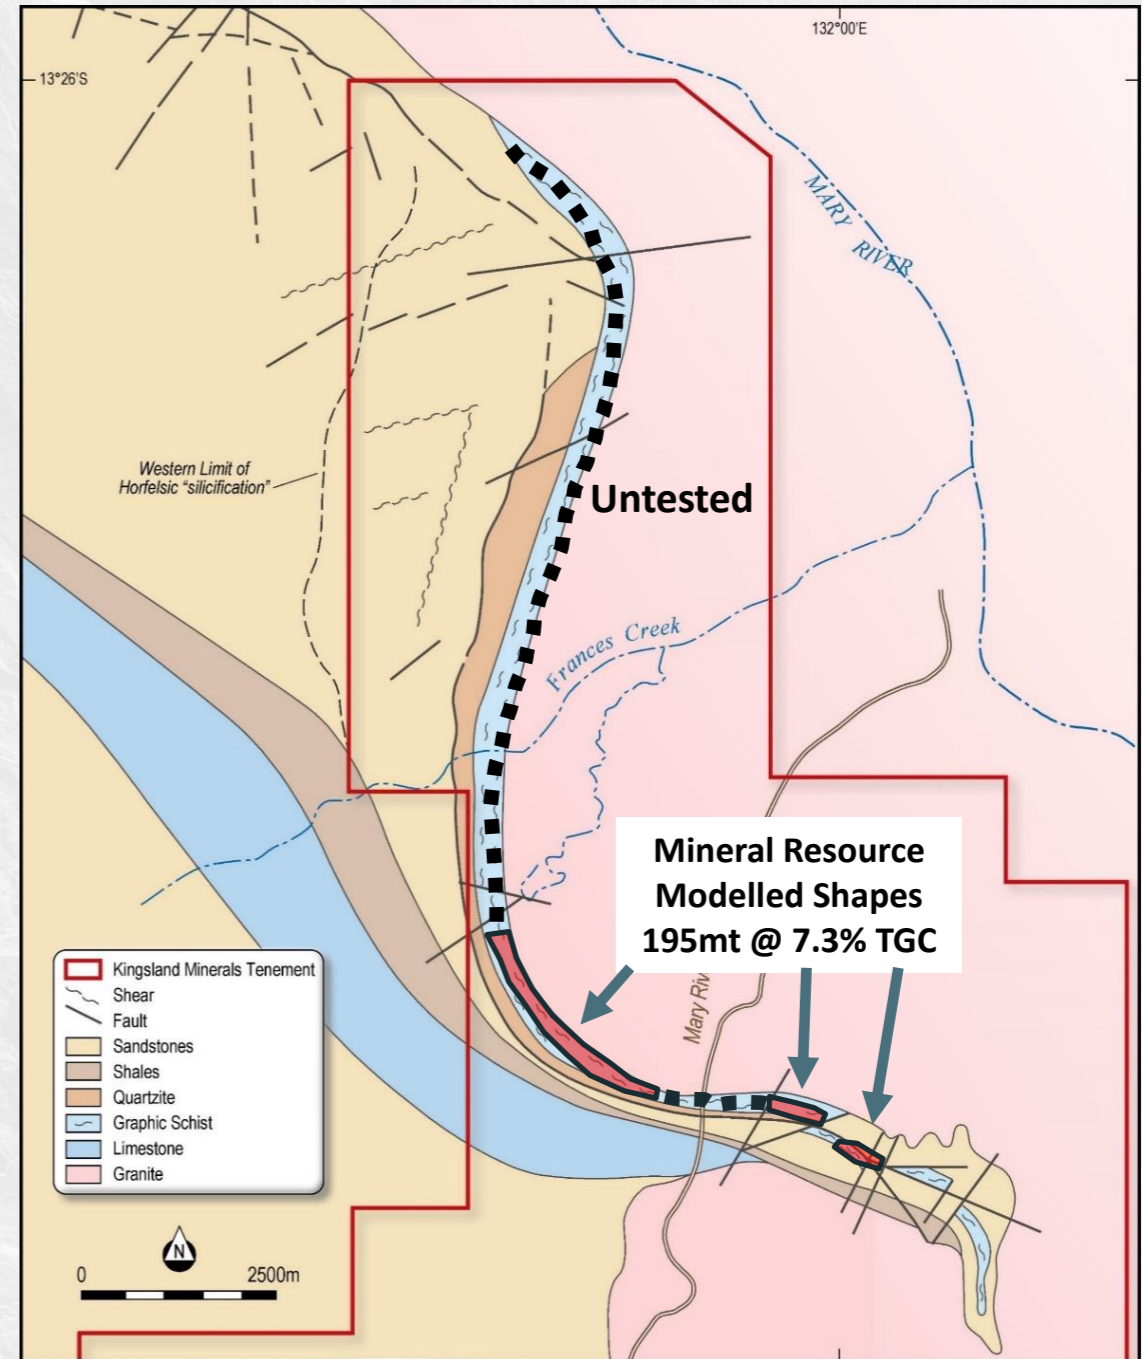 132°00'E
13°26'S
MARY RIVER
Western Limit of
Horfelsic "silicification"
Untested
Frances Creek
Mineral Resource
Modelled Shapes
195mt @ 7.3% TGC
Mary Riv
Kingsland Minerals Tenement
Shear
Fault
Sandstones
Shales
Quartzite
Graphic Schist
Limestone
Granite
N
0 2500m